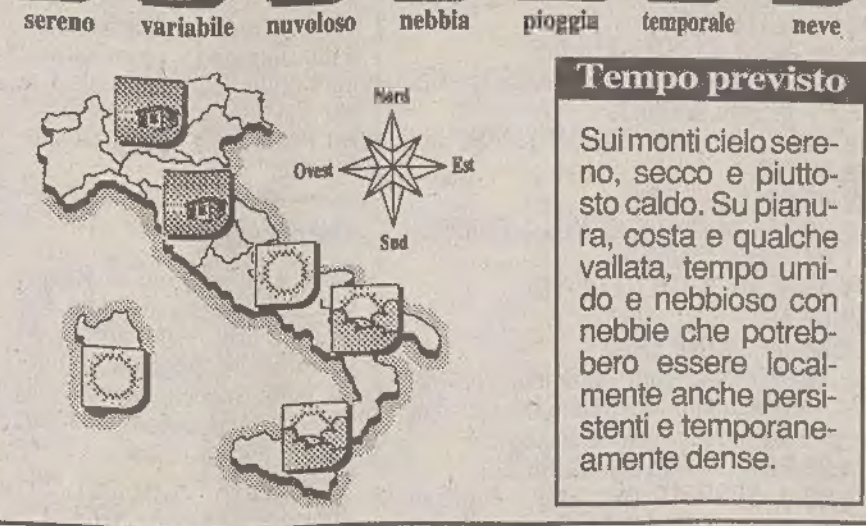 sereno variabile nuvoloso nebbia pioggia temporale neve
Nord
Ovest Est
Sud
Tempo previsto
Sui monti cielo sere-
no, secco e piutto-
sto caldo. Su pianu-
ra, costa e qualche
vallata, tempo umi-
do e nebbioso con
nebbie che potreb-
bero essere local-
mente anche persi-
stenti e temporane-
amente dense.